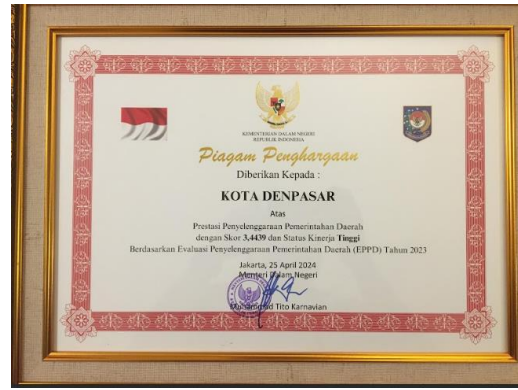 KEMENTERIAN DALAM NEGERI
REPUBLIK INDONESIA
Piagam Penghargaan
Diberikan Kepada :
KOTA DENPASAR
Atas
Prestasi Penyelenggaraan Pemerintahan Daerah
dengan Skor 3,4439 dan Status Kinerja Tinggi
Berdasarkan Evaluasi Penyelenggaraan Pemerintahan Daerah (EPPD) Tahun 2023
Jakarta, 25 April 2024
Menteri Dalam Negeri
Muhammad Tito Karnavian